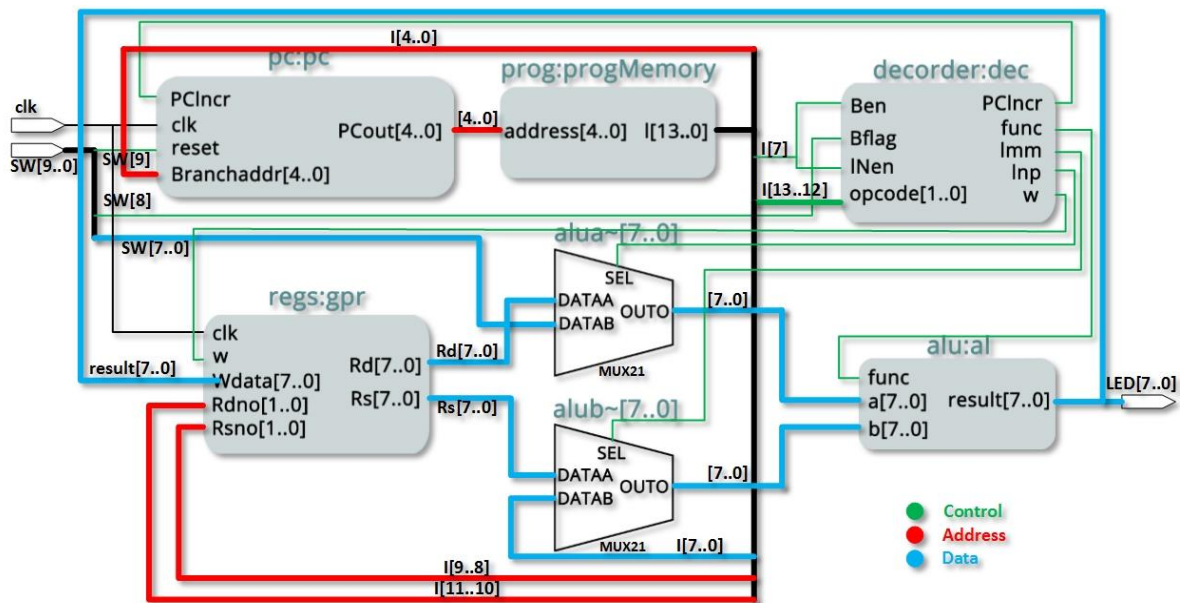 I[4..0]
pc:pc
prog:progMemory
decorder:dec
clk
SW[9..0]
PCIncr
clk
reset
Branchaddr[4..0]
PCout[4..0]
SW[9]
[4..0]
address[4..0]
I[13..0]
I[7]
I[13..12]
Ben
Bflag
INen
opcode[1..0]
PCIncr
func
Imm
Inp
w
SW[8]
SW[7..0]
alua~[7..0]
SEL
DATAA
DATAB
OUT0
MUX21
[7..0]
regs:gpr
clk
w
Wdata[7..0]
Rdno[1..0]
Rsno[1..0]
Rd[7..0]
Rs[7..0]
result[7..0]
Rd[7..0]
Rs[7..0]
alub~[7..0]
SEL
DATAA
DATAB
OUT0
MUX21
[7..0]
I[7..0]
alu:al
func
a[7..0]
b[7..0]
result[7..0]
LED[7..0]
I[9..8]
I[11..10]
Control
Address
Data